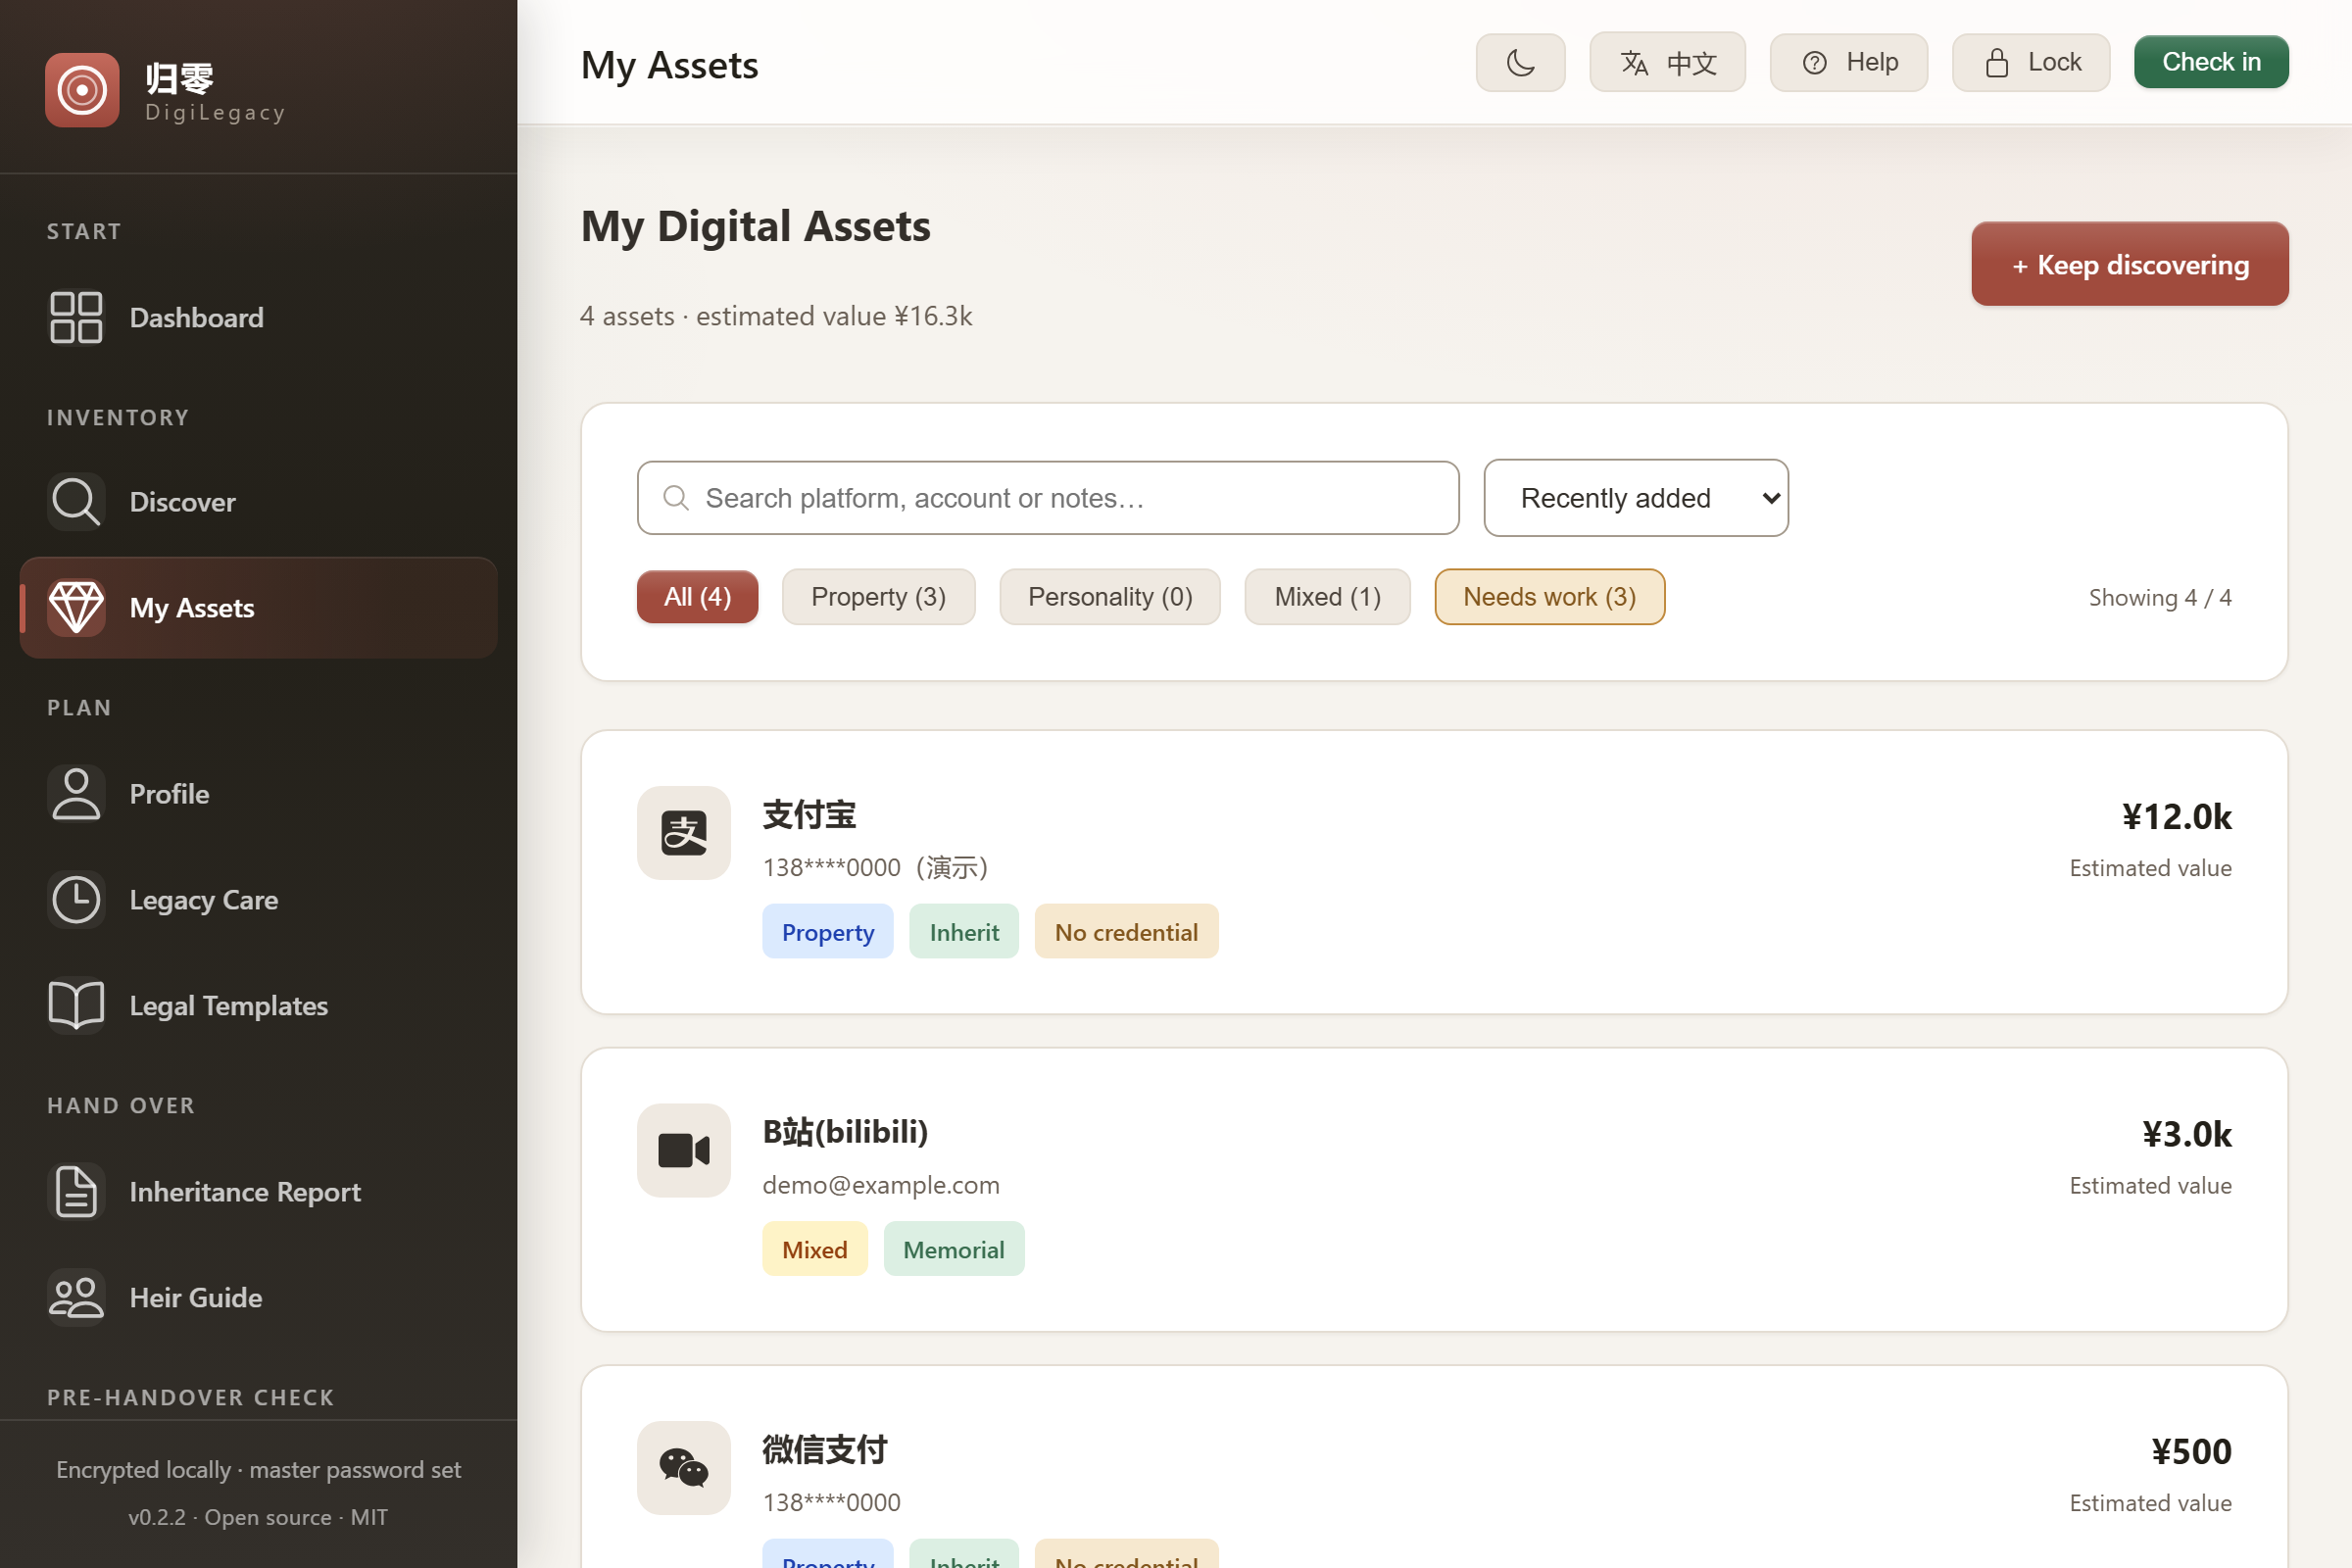 归零
DigiLegacy
START
Dashboard
INVENTORY
Discover
My Assets
PLAN
Profile
Legacy Care
Legal Templates
HAND OVER
Inheritance Report
Heir Guide
PRE-HANDOVER CHECK
Encrypted locally · master password set
v0.2.2 · Open source · MIT
My Assets
中文
Help
Lock
Check in
My Digital Assets
4 assets · estimated value ¥16.3k
+ Keep discovering
Search platform, account or notes…
Recently added
All (4)
Property (3)
Personality (0)
Mixed (1)
Needs work (3)
Showing 4 / 4
支
支付宝
138****0000（演示）
Property
Inherit
No credential
¥12.0k
Estimated value
B站(bilibili)
demo@example.com
Mixed
Memorial
¥3.0k
Estimated value
微信支付
138****0000
Property
Inherit
No credential
¥500
Estimated value